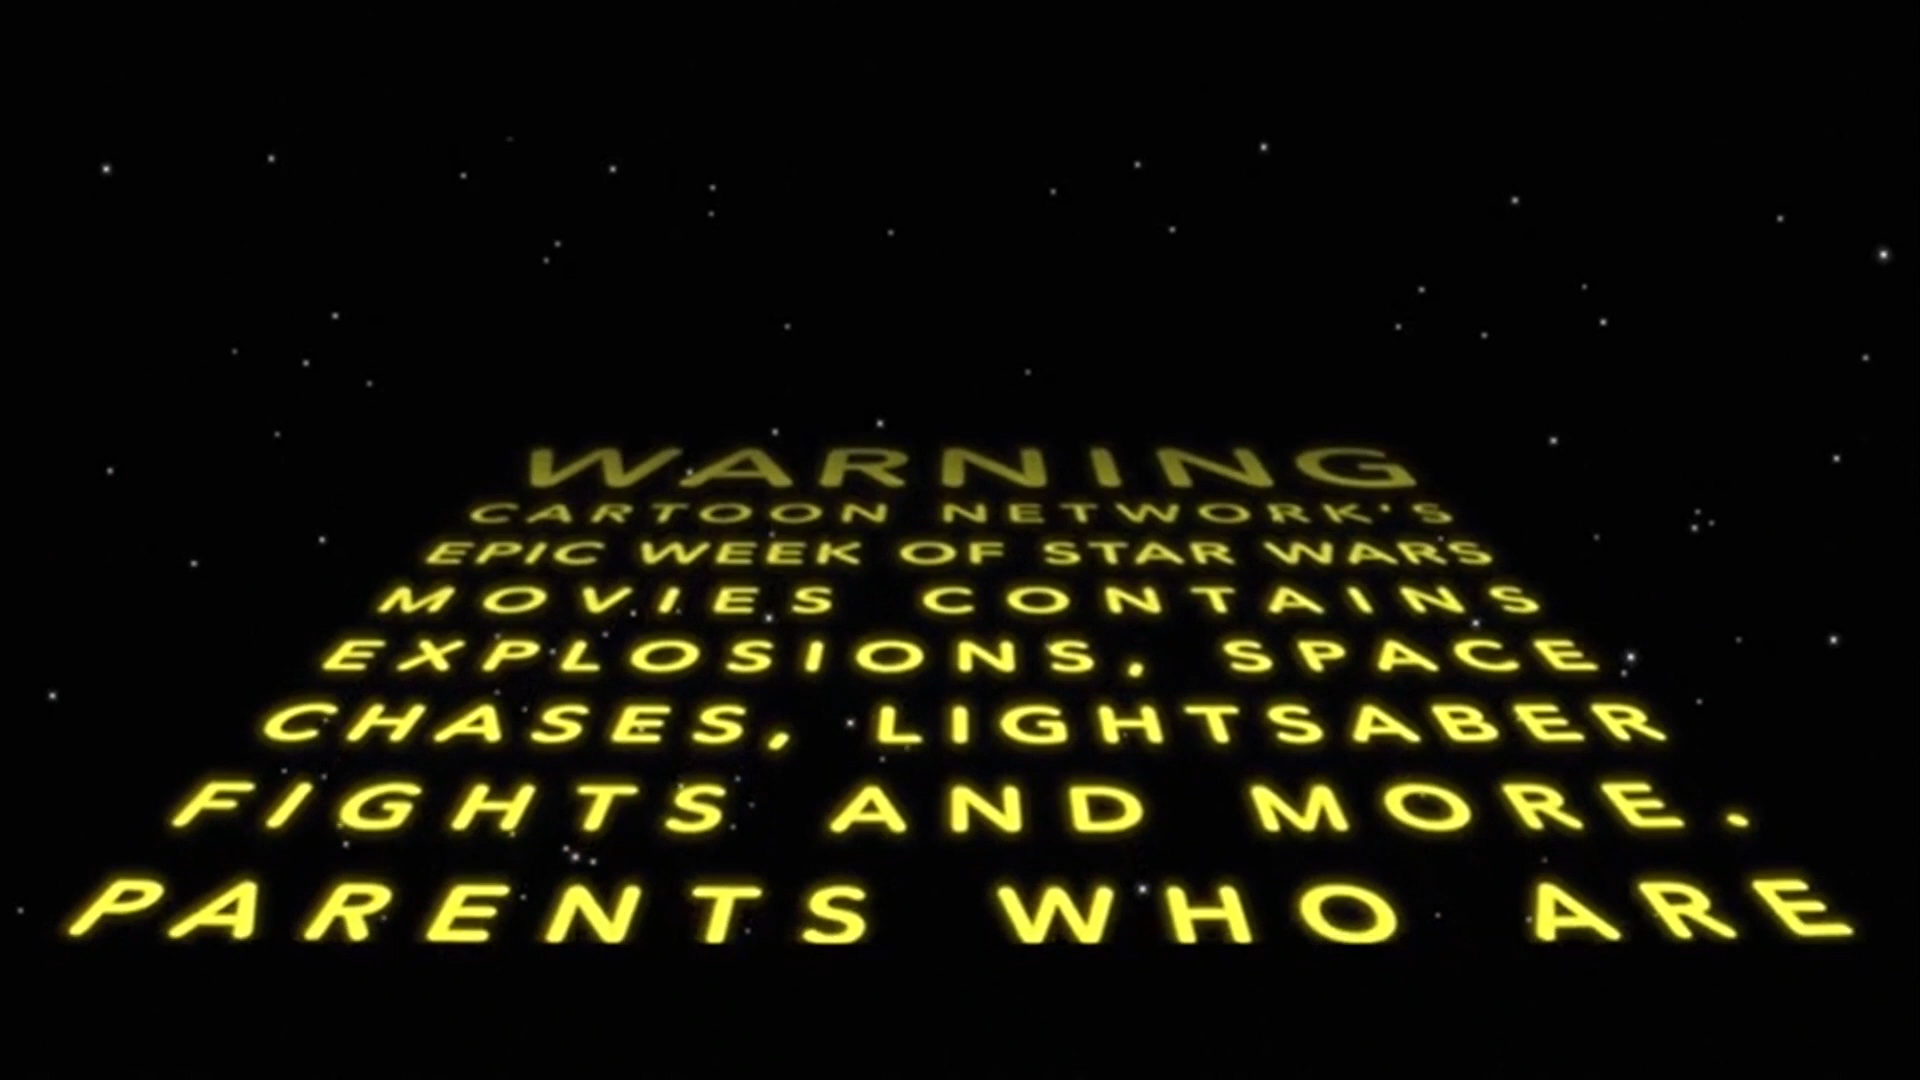 WARNING
CARTOON NETWORK'S
EPIC WEEK OF STAR WARS
MOVIES CONTAINS
EXPLOSIONS, SPACE
CHASES, LIGHTSABER
FIGHTS AND MORE.
PARENTS WHO ARE